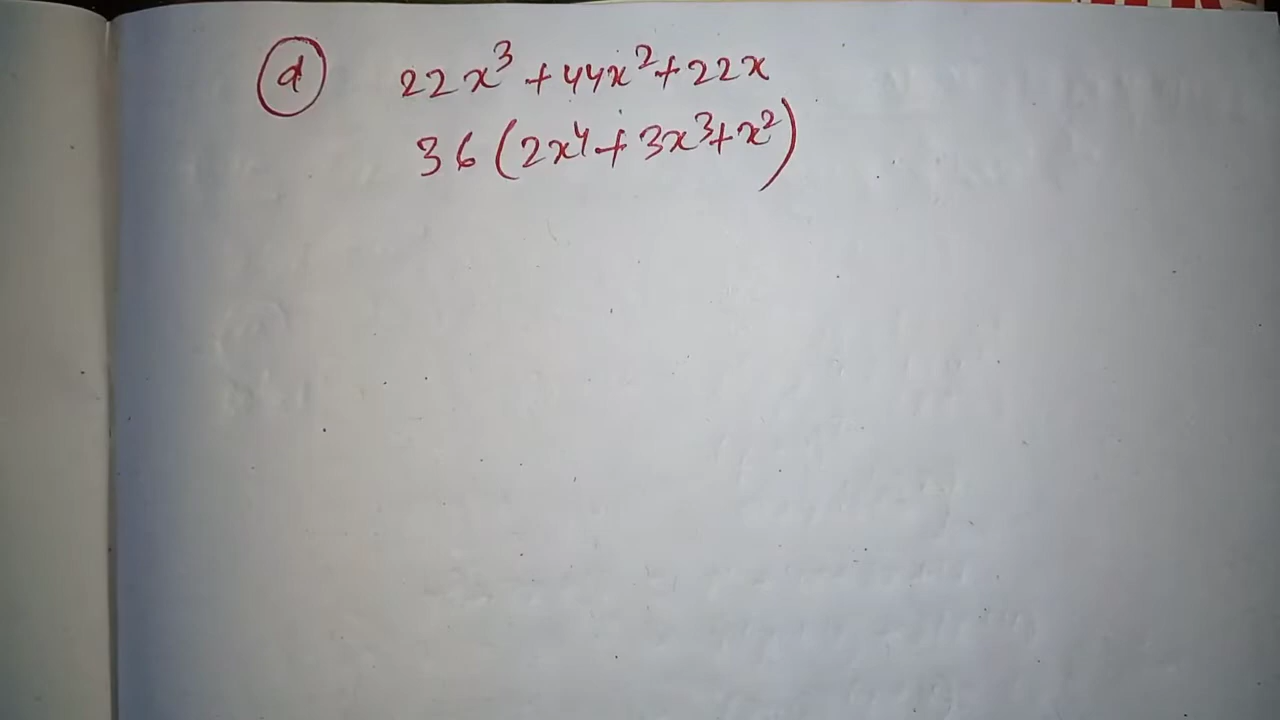 ⓓ 22x³ + 44x² + 22x
36 (2x⁴ + 3x³ + x²)